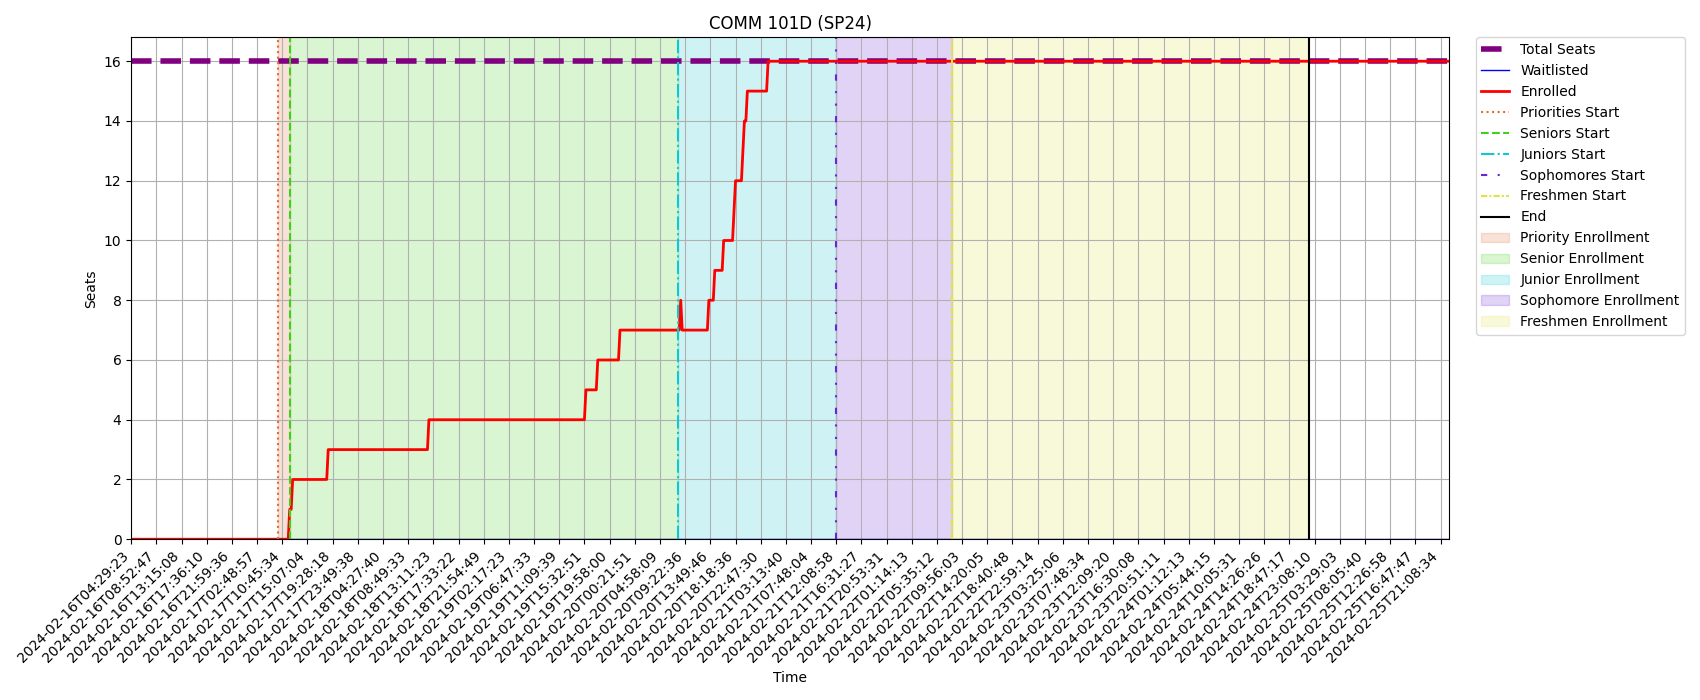 COMM 101D (SP24)
Seats
16
14
12
10
8
6
4
2
0
2024-02-16T04:29:23
2024-02-16T08:52:47
2024-02-16T13:15:08
2024-02-16T17:36:10
2024-02-16T21:59:36
2024-02-17T02:48:57
2024-02-17T10:45:34
2024-02-17T15:07:04
2024-02-17T19:28:18
2024-02-17T23:49:38
2024-02-18T04:27:40
2024-02-18T08:49:33
2024-02-18T13:11:23
2024-02-18T17:33:22
2024-02-18T21:54:49
2024-02-19T02:17:23
2024-02-19T06:47:33
2024-02-19T11:09:39
2024-02-19T15:32:51
2024-02-19T19:58:00
2024-02-20T00:21:51
2024-02-20T04:58:09
2024-02-20T09:22:36
2024-02-20T13:49:46
2024-02-20T18:18:36
2024-02-20T22:47:30
2024-02-21T03:13:40
2024-02-21T07:48:04
2024-02-21T12:08:58
2024-02-21T16:31:27
2024-02-21T20:53:31
2024-02-22T01:14:13
2024-02-22T05:35:12
2024-02-22T09:56:03
2024-02-22T14:20:05
2024-02-22T18:40:48
2024-02-22T22:59:14
2024-02-23T03:25:06
2024-02-23T07:48:34
2024-02-23T12:09:20
2024-02-23T16:30:08
2024-02-23T20:51:11
2024-02-24T01:12:13
2024-02-24T05:44:15
2024-02-24T10:05:31
2024-02-24T14:26:26
2024-02-24T18:47:17
2024-02-24T23:08:10
2024-02-25T03:29:03
2024-02-25T08:05:40
2024-02-25T12:26:58
2024-02-25T16:47:47
2024-02-25T21:08:34
Time
Total Seats
Waitlisted
Enrolled
Priorities Start
Seniors Start
Juniors Start
Sophomores Start
Freshmen Start
End
Priority Enrollment
Senior Enrollment
Junior Enrollment
Sophomore Enrollment
Freshmen Enrollment